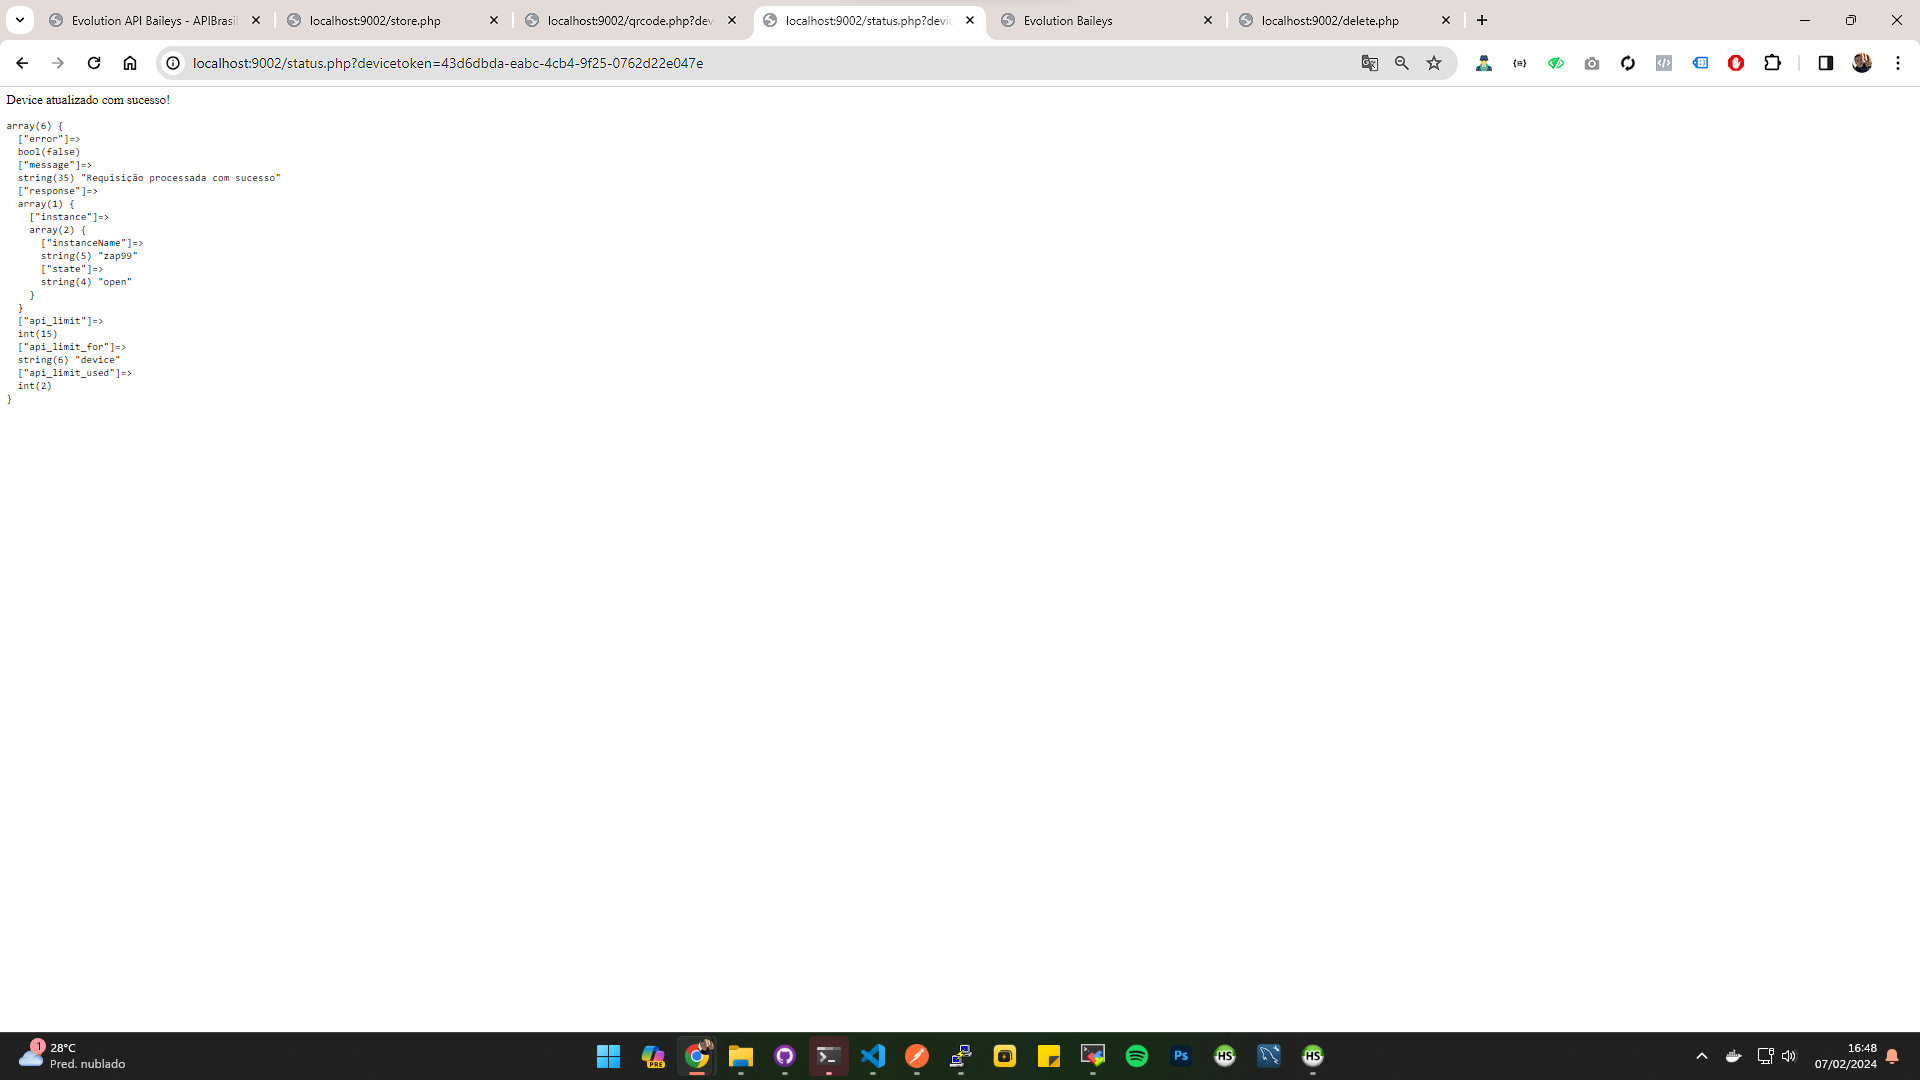 Evolution API Baileys - APIBrasil
localhost:9002/store.php
localhost:9002/qrcode.php?dev
localhost:9002/status.php?devic
Evolution Baileys
localhost:9002/delete.php
localhost:9002/status.php?devicetoken=43d6dbda-eabc-4cb4-9f25-0762d22e047e
Device atualizado com sucesso!
array(6) {
["error"]=>
bool(false)
["message"]=>
string(35) "Requisição processada com sucesso"
["response"]=>
array(1) {
["instance"]=>
array(2) {
["instanceName"]=>
string(5) "zap99"
["state"]=>
string(4) "open"
}
}
["api_limit"]=>
int(15)
["api_limit_for"]=>
string(6) "device"
["api_limit_used"]=>
int(2)
}
1
28°C
Pred. nublado
PRE
Ps
HS
HS
16:48
07/02/2024